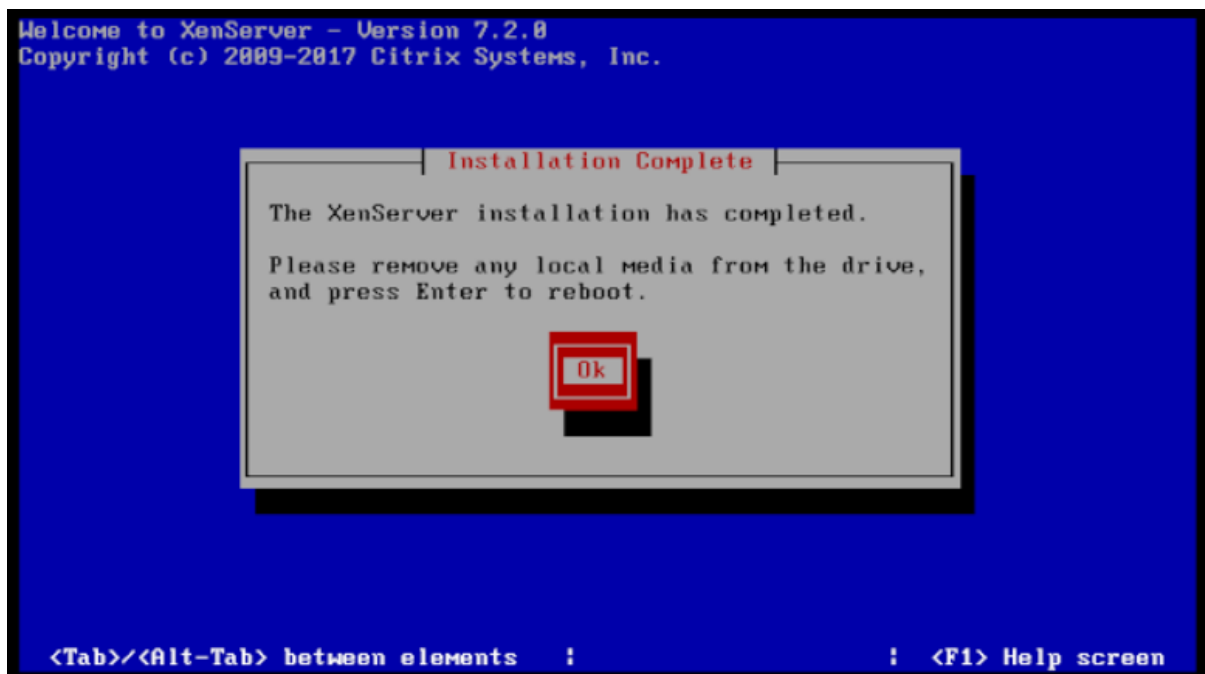 Welcome to XenServer - Version 7.2.0
Copyright (c) 2009-2017 Citrix Systems, Inc.
Installation Complete
The XenServer installation has completed.
Please remove any local media from the drive,
and press Enter to reboot.
Ok
<Tab>/<Alt-Tab> between elements ¦ ¦ <F1> Help screen